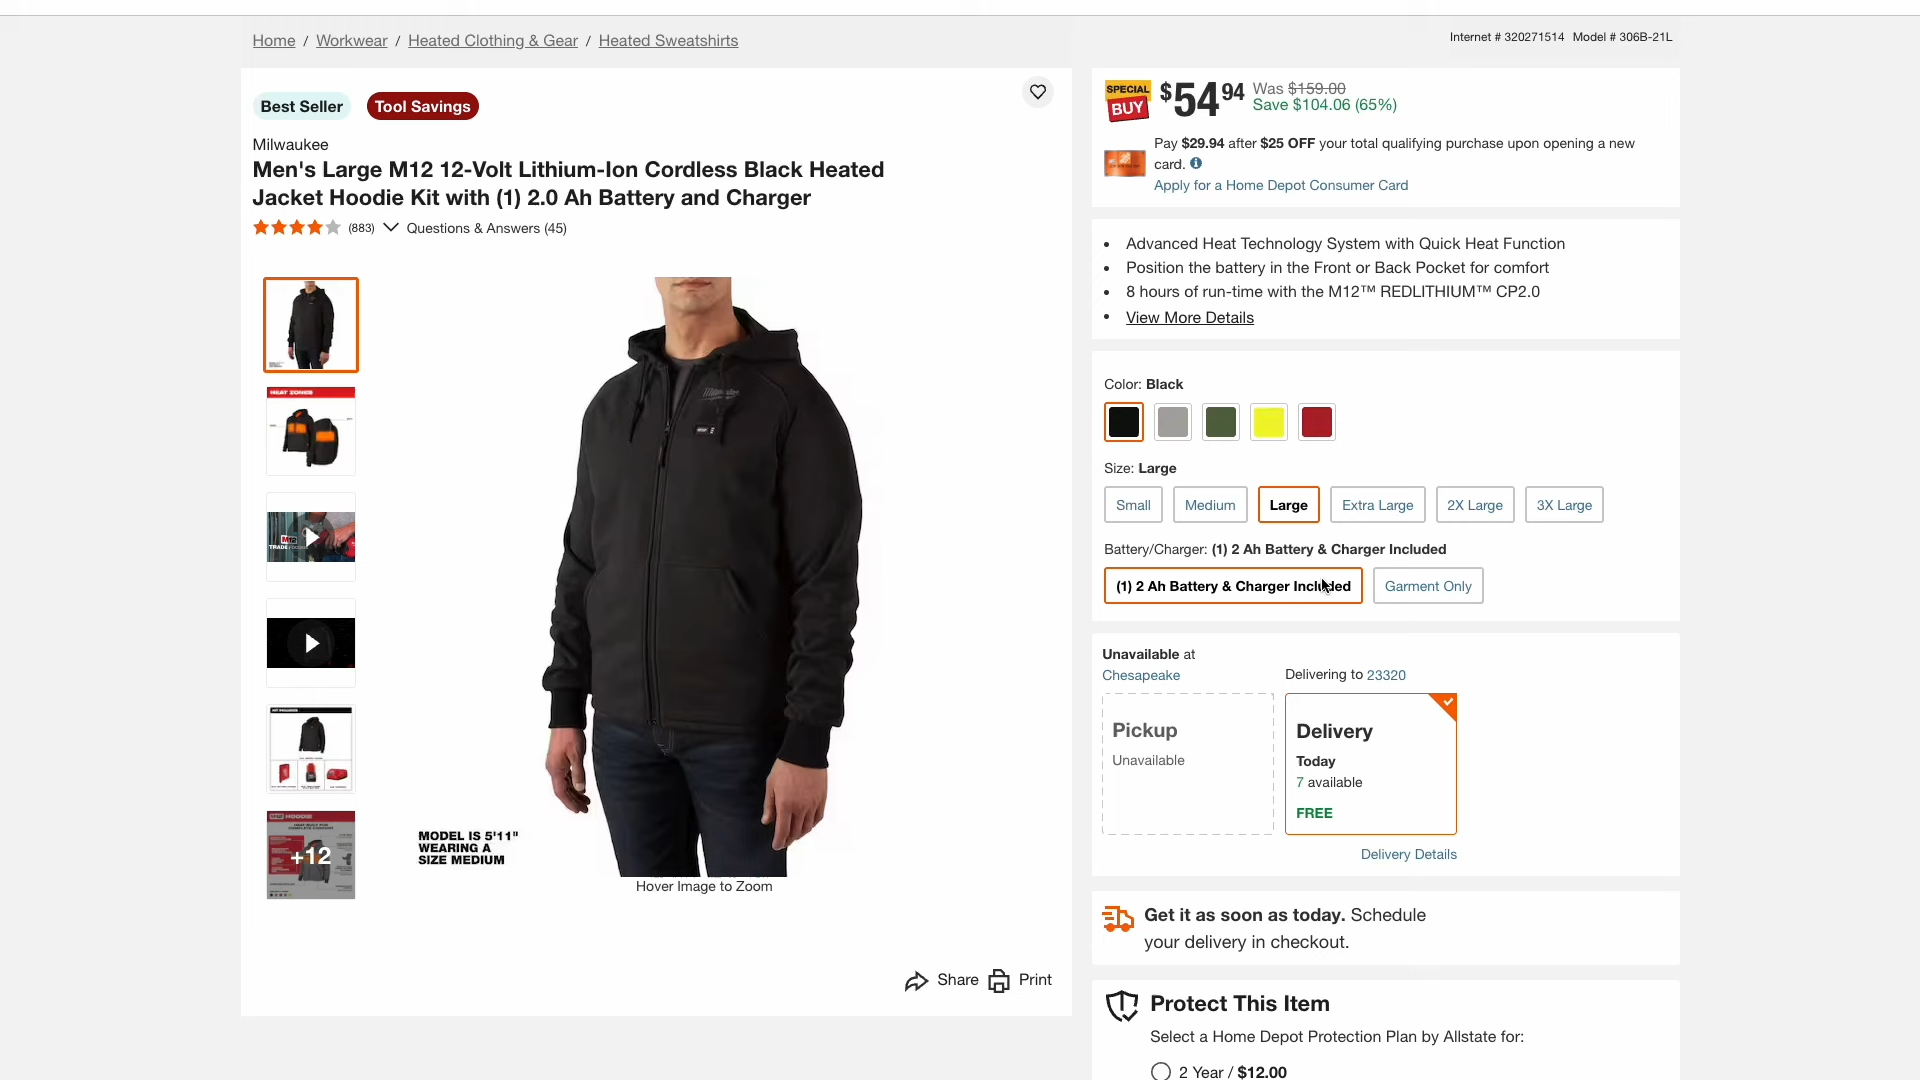 Home / Workwear / Heated Clothing & Gear / Heated Sweatshirts
Internet # 320271514 Model # 306B-21L
Best Seller
Tool Savings
Milwaukee
Men's Large M12 12-Volt Lithium-Ion Cordless Black Heated
Jacket Hoodie Kit with (1) 2.0 Ah Battery and Charger
(883)
Questions & Answers (45)
HEAT ZONES
M12
+12
Milwaukee
MODEL IS 5'11"
WEARING A
SIZE MEDIUM
Hover Image to Zoom
Share
Print
SPECIAL
BUY
$54 94
Was $159.00
Save $104.06 (65%)
Pay $29.94 after $25 OFF your total qualifying purchase upon opening a new
card.
Apply for a Home Depot Consumer Card
• Advanced Heat Technology System with Quick Heat Function
• Position the battery in the Front or Back Pocket for comfort
• 8 hours of run-time with the M12™ REDLITHIUM™ CP2.0
• View More Details
Color: Black
Size: Large
Small
Medium
Large
Extra Large
2X Large
3X Large
Battery/Charger: (1) 2 Ah Battery & Charger Included
(1) 2 Ah Battery & Charger Included
Garment Only
Unavailable at
Chesapeake
Delivering to 23320
Pickup
Unavailable
Delivery
Today
7 available
FREE
Delivery Details
Get it as soon as today. Schedule
your delivery in checkout.
Protect This Item
Select a Home Depot Protection Plan by Allstate for:
2 Year / $12.00